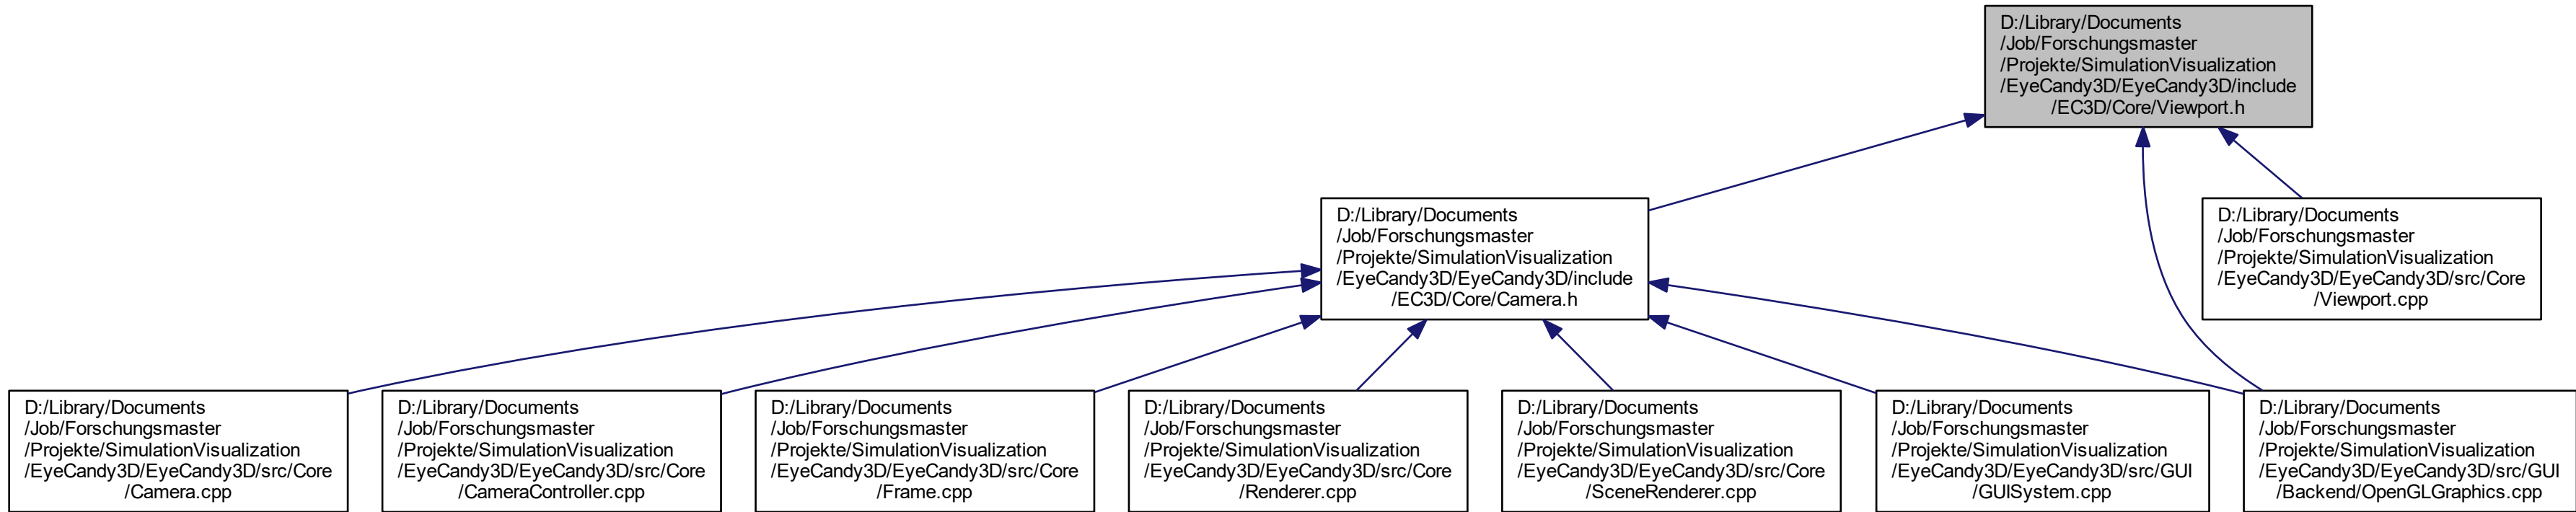 D:/Library/Documents
/Job/Forschungsmaster
/Projekte/SimulationVisualization
/EyeCandy3D/EyeCandy3D/include
/EC3D/Core/Viewport.h
D:/Library/Documents
/Job/Forschungsmaster
/Projekte/SimulationVisualization
/EyeCandy3D/EyeCandy3D/include
/EC3D/Core/Camera.h
D:/Library/Documents
/Job/Forschungsmaster
/Projekte/SimulationVisualization
/EyeCandy3D/EyeCandy3D/src/Core
/Viewport.cpp
D:/Library/Documents
/Job/Forschungsmaster
/Projekte/SimulationVisualization
/EyeCandy3D/EyeCandy3D/src/Core
/Camera.cpp
D:/Library/Documents
/Job/Forschungsmaster
/Projekte/SimulationVisualization
/EyeCandy3D/EyeCandy3D/src/Core
/CameraController.cpp
D:/Library/Documents
/Job/Forschungsmaster
/Projekte/SimulationVisualization
/EyeCandy3D/EyeCandy3D/src/Core
/Frame.cpp
D:/Library/Documents
/Job/Forschungsmaster
/Projekte/SimulationVisualization
/EyeCandy3D/EyeCandy3D/src/Core
/Renderer.cpp
D:/Library/Documents
/Job/Forschungsmaster
/Projekte/SimulationVisualization
/EyeCandy3D/EyeCandy3D/src/Core
/SceneRenderer.cpp
D:/Library/Documents
/Job/Forschungsmaster
/Projekte/SimulationVisualization
/EyeCandy3D/EyeCandy3D/src/GUI
/GUISystem.cpp
D:/Library/Documents
/Job/Forschungsmaster
/Projekte/SimulationVisualization
/EyeCandy3D/EyeCandy3D/src/GUI
/Backend/OpenGLGraphics.cpp